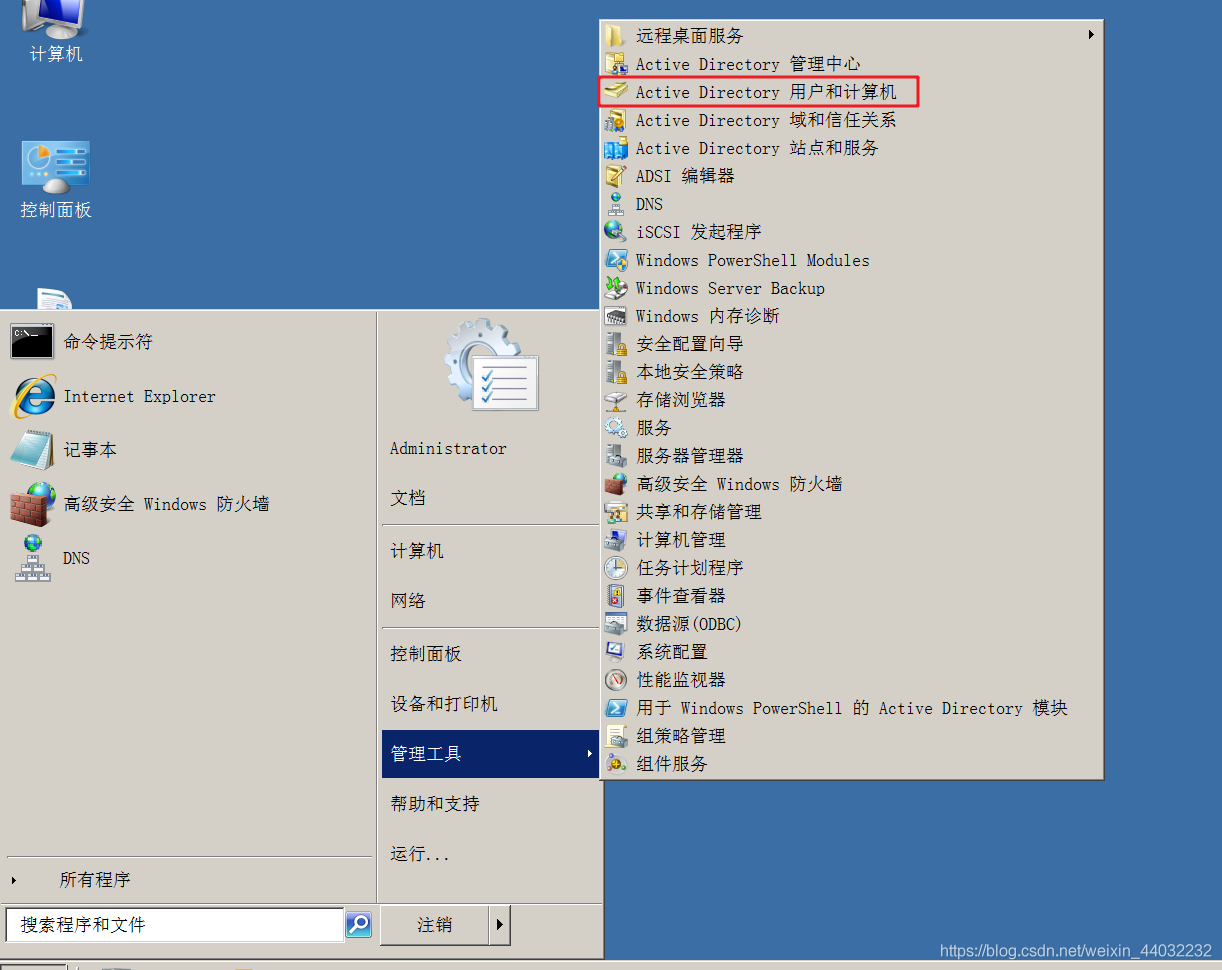 计算机
控制面板
命令提示符
Internet Explorer
记事本
高级安全 Windows 防火墙
DNS
所有程序
搜索程序和文件
Administrator
文档
计算机
网络
控制面板
设备和打印机
管理工具
帮助和支持
运行...
注销
远程桌面服务
Active Directory 管理中心
Active Directory 用户和计算机
Active Directory 域和信任关系
Active Directory 站点和服务
ADSI 编辑器
DNS
iSCSI 发起程序
Windows PowerShell Modules
Windows Server Backup
Windows 内存诊断
安全配置向导
本地安全策略
存储浏览器
服务
服务器管理器
高级安全 Windows 防火墙
共享和存储管理
计算机管理
任务计划程序
事件查看器
数据源(ODBC)
系统配置
性能监视器
用于 Windows PowerShell 的 Active Directory 模块
组策略管理
组件服务
https://blog.csdn.net/weixin_44032232